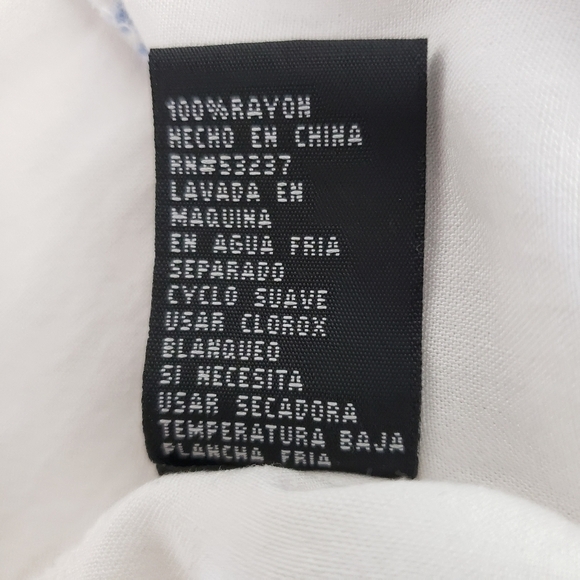 100%RAYON
HECHO EN CHINA
RN#53237
LAVADA EN
MAQUINA
EN AGUA FRIA
SEPARADO
CYCLO SUAVE
USAR CLOROX
BLANQUEO
SI NECESITA
USAR SECADORA
TEMPERATURA BAJA
PLANCHA FRIA